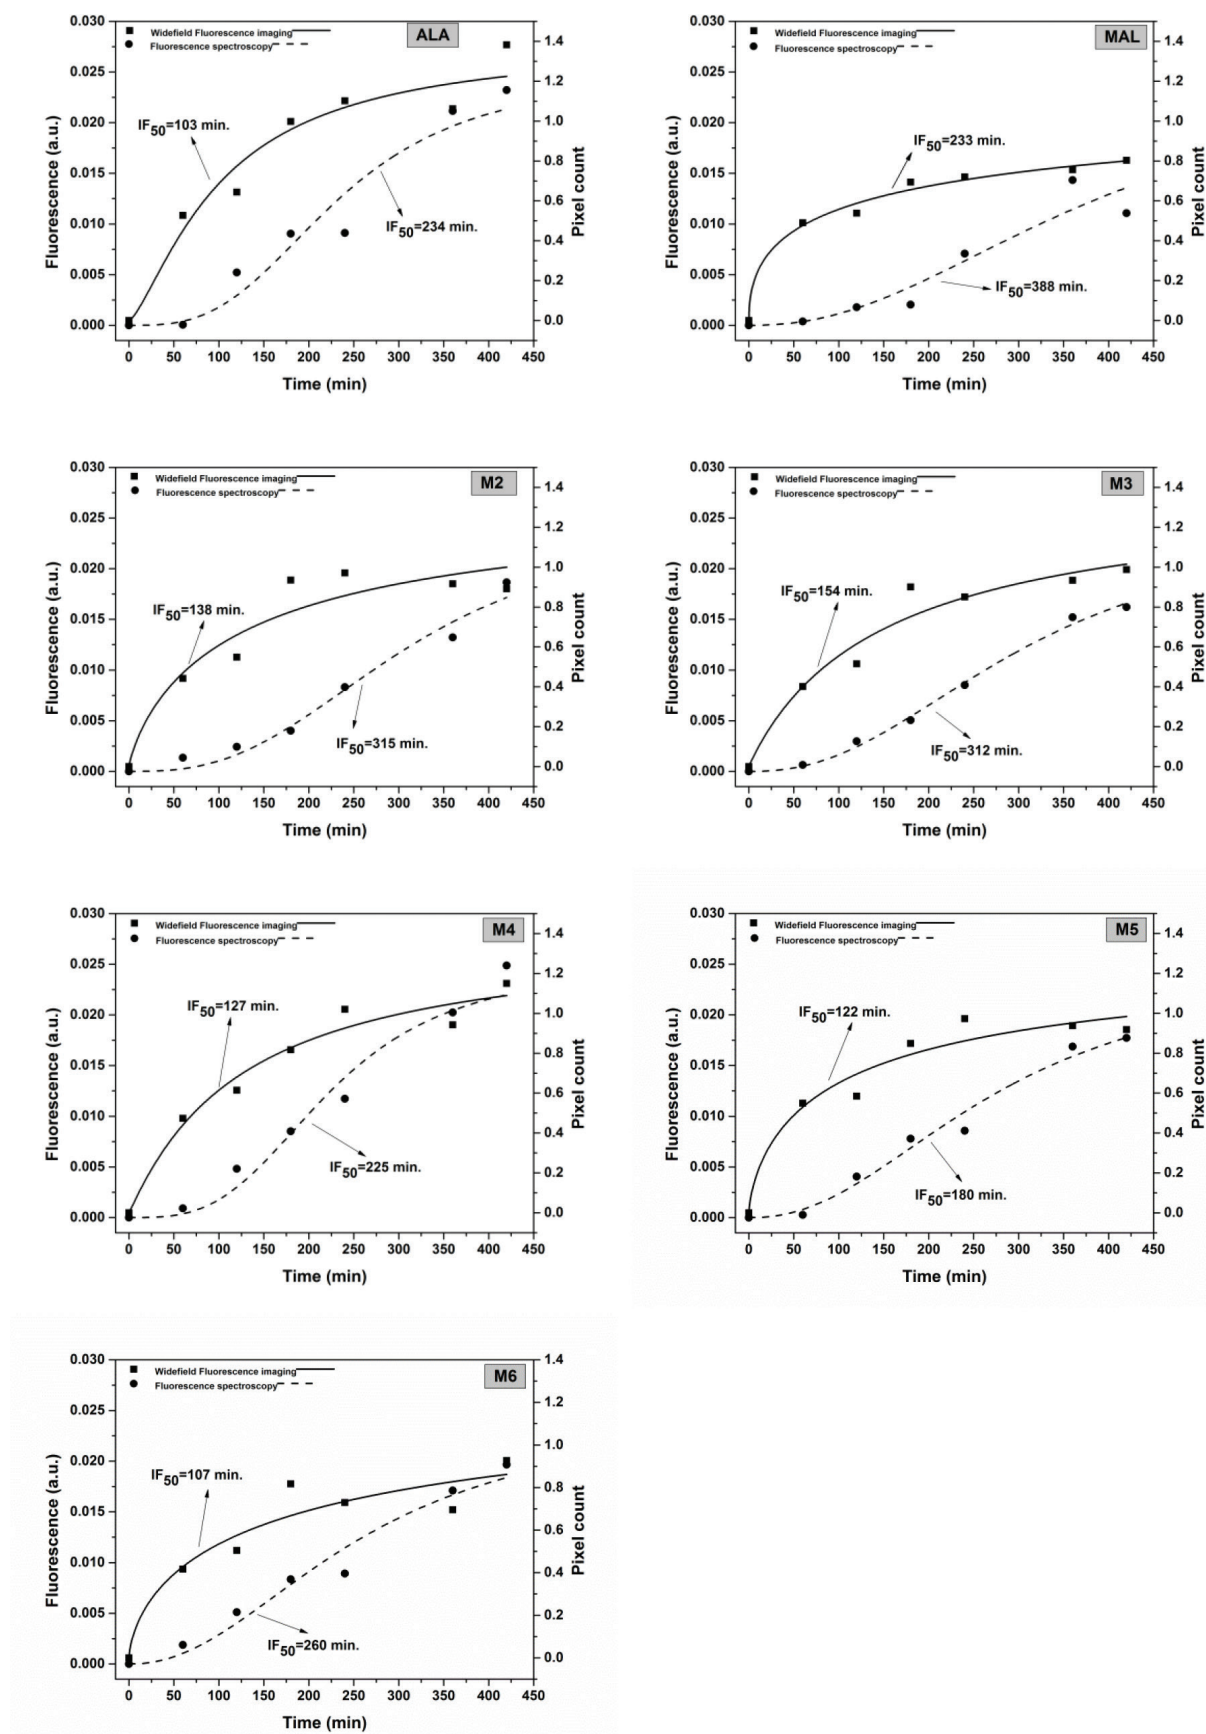 0.030
0.025
0.020
0.015
0.010
0.005
0.000
Fluorescence (a.u.)
Widefield Fluorescence imaging
Fluorescence spectroscopy
ALA
IF50=103 min.
IF50=234 min.
1.4
1.2
1.0
0.8
0.6
0.4
0.2
0.0
Pixel count
0 50 100 150 200 250 300 350 400 450
Time (min)
0.030
0.025
0.020
0.015
0.010
0.005
0.000
Fluorescence (a.u.)
Widefield Fluorescence imaging
Fluorescence spectroscopy
MAL
IF50=233 min.
IF50=388 min.
1.4
1.2
1.0
0.8
0.6
0.4
0.2
0.0
Pixel count
0 50 100 150 200 250 300 350 400 450
Time (min)
0.030
0.025
0.020
0.015
0.010
0.005
0.000
Fluorescence (a.u.)
Widefield Fluorescence imaging
Fluorescence spectroscopy
M2
IF50=138 min.
IF50=315 min.
1.4
1.2
1.0
0.8
0.6
0.4
0.2
0.0
Pixel count
0 50 100 150 200 250 300 350 400 450
Time (min)
0.030
0.025
0.020
0.015
0.010
0.005
0.000
Fluorescence (a.u.)
Widefield Fluorescence imaging
Fluorescence spectroscopy
M3
IF50=154 min.
IF50=312 min.
1.4
1.2
1.0
0.8
0.6
0.4
0.2
0.0
Pixel count
0 50 100 150 200 250 300 350 400 450
Time (min)
0.030
0.025
0.020
0.015
0.010
0.005
0.000
Fluorescence (a.u.)
Widefield Fluorescence imaging
Fluorescence spectroscopy
M4
IF50=127 min.
IF50=225 min.
1.4
1.2
1.0
0.8
0.6
0.4
0.2
0.0
Pixel count
0 50 100 150 200 250 300 350 400 450
Time (min)
0.030
0.025
0.020
0.015
0.010
0.005
0.000
Fluorescence (a.u.)
Widefield Fluorescence imaging
Fluorescence spectroscopy
M5
IF50=122 min.
IF50=180 min.
1.4
1.2
1.0
0.8
0.6
0.4
0.2
0.0
Pixel count
0 50 100 150 200 250 300 350 400 450
Time (min)
0.030
0.025
0.020
0.015
0.010
0.005
0.000
Fluorescence (a.u.)
Widefield Fluorescence imaging
Fluorescence spectroscopy
M6
IF50=107 min.
IF50=260 min.
1.4
1.2
1.0
0.8
0.6
0.4
0.2
0.0
Pixel count
0 50 100 150 200 250 300 350 400 450
Time (min)